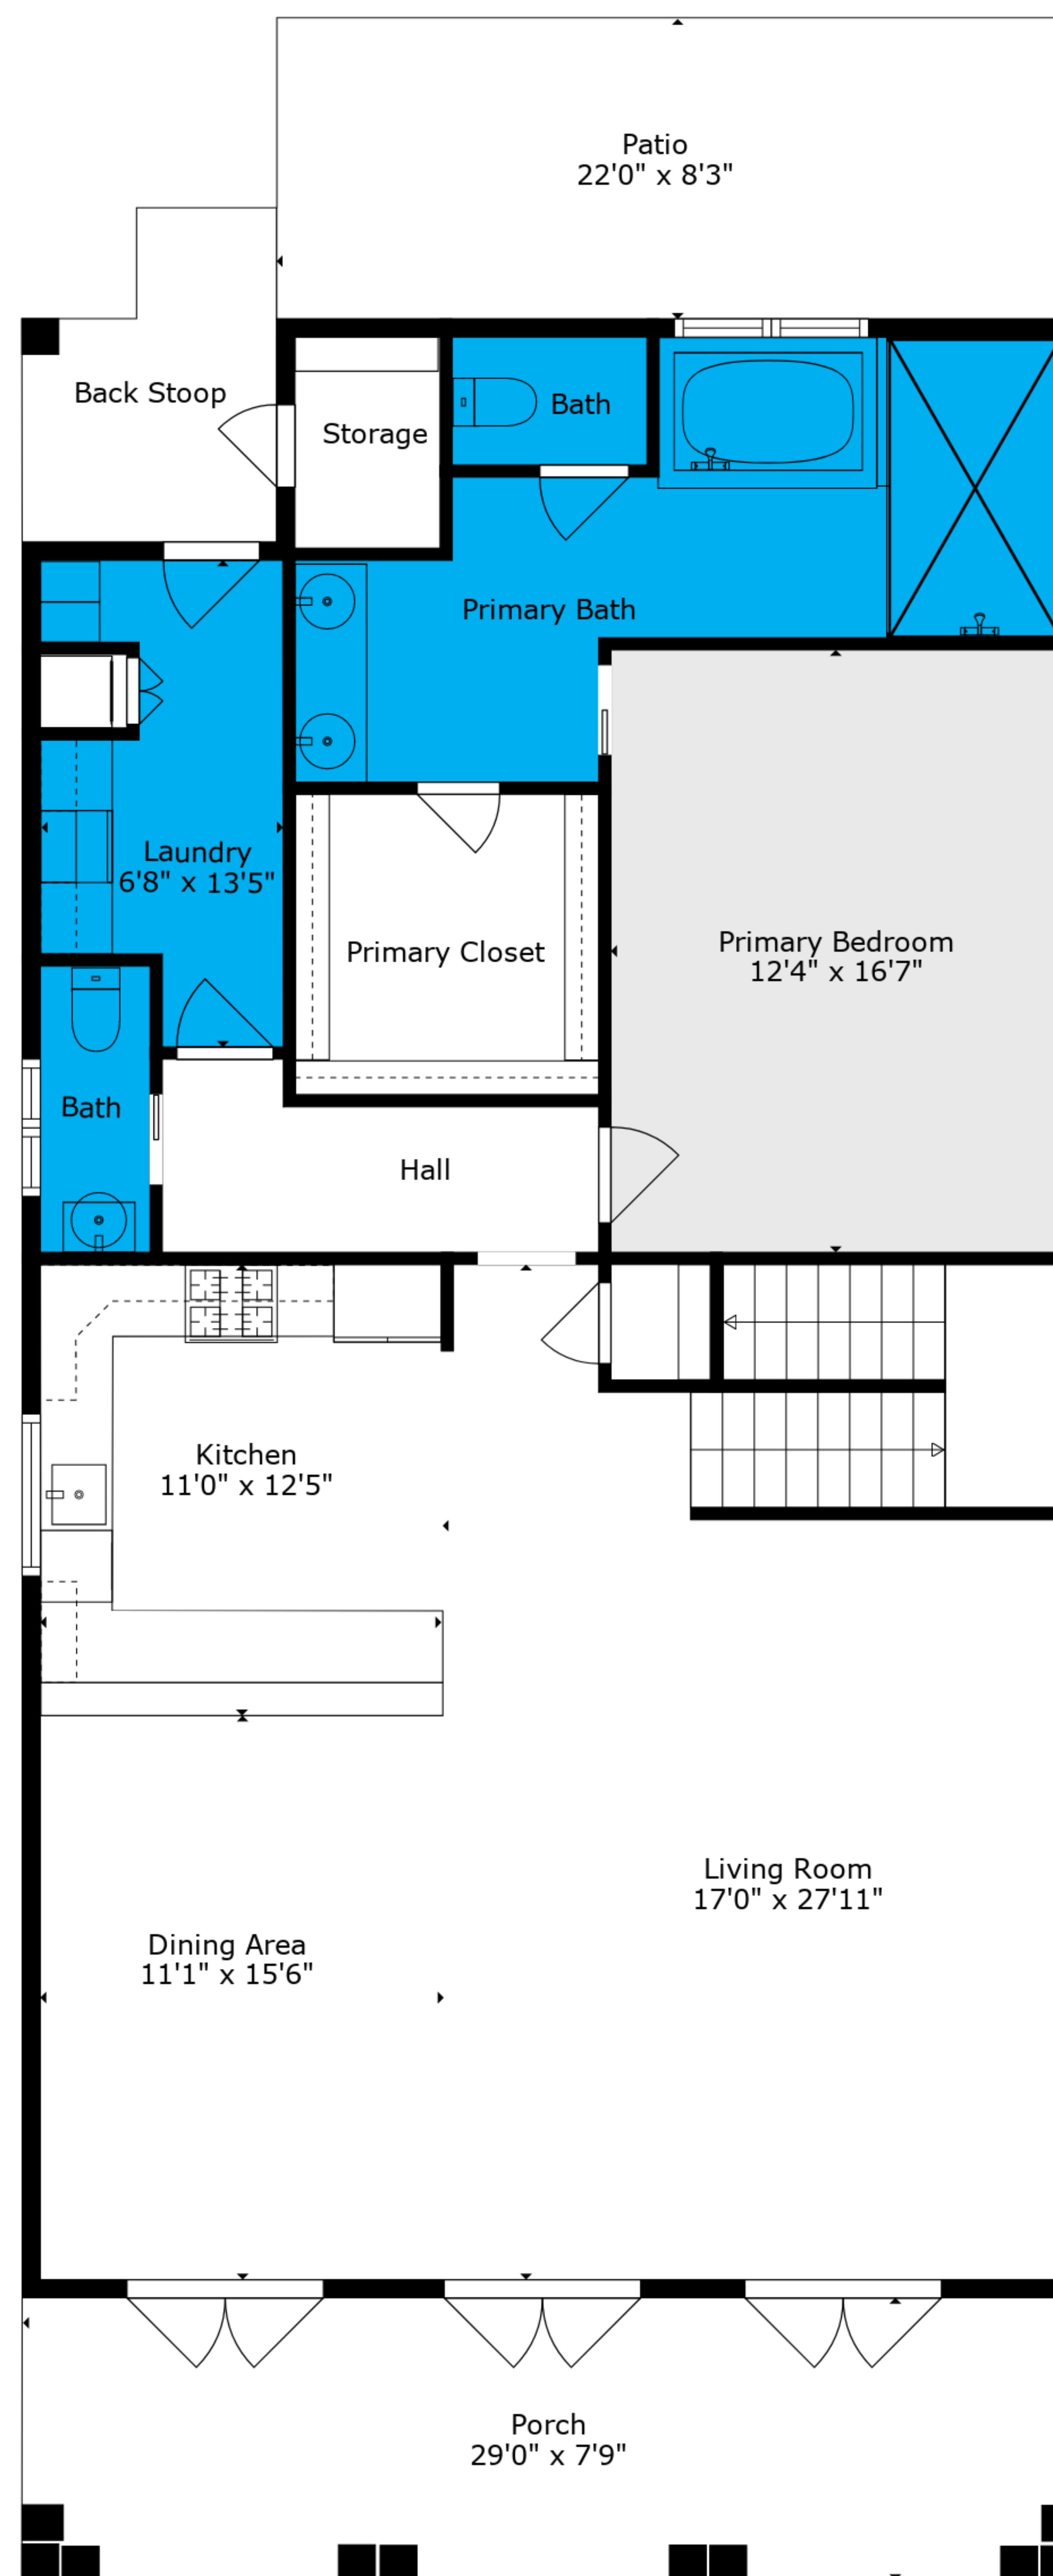 Patio
22'0" x 8'3"
Back Stoop
Storage
Bath
Primary Bath
Laundry
6'8" x 13'5"
Primary Closet
Primary Bedroom
12'4" x 16'7"
Bath
Hall
Kitchen
11'0" x 12'5"
Living Room
17'0" x 27'11"
Dining Area
11'1" x 15'6"
Porch
29'0" x 7'9"